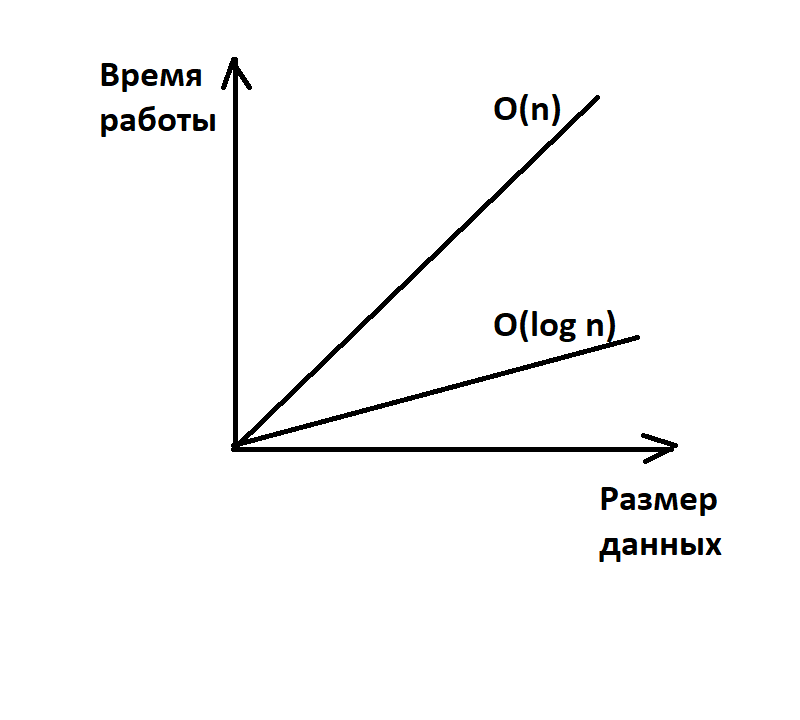 Время
работы
O(n)
O(log n)
Размер
данных